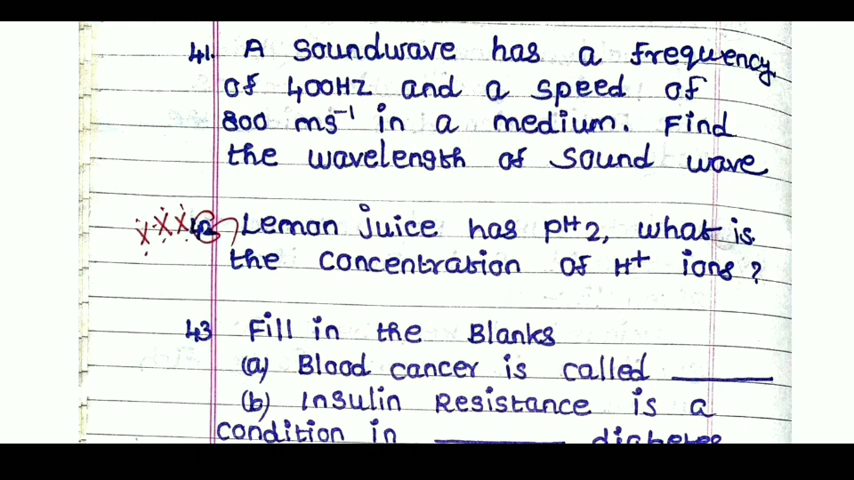 41. A soundwave has a frequency
of 400Hz and a speed of
800 ms⁻¹ in a medium. Find
the wavelength of sound wave
42 Lemon juice has pH2, what is
the concentration of H⁺ ions?
43 Fill in the Blanks
(a) Blood cancer is called ______
(b) Insulin Resistance is a
condition in ______ diabetes